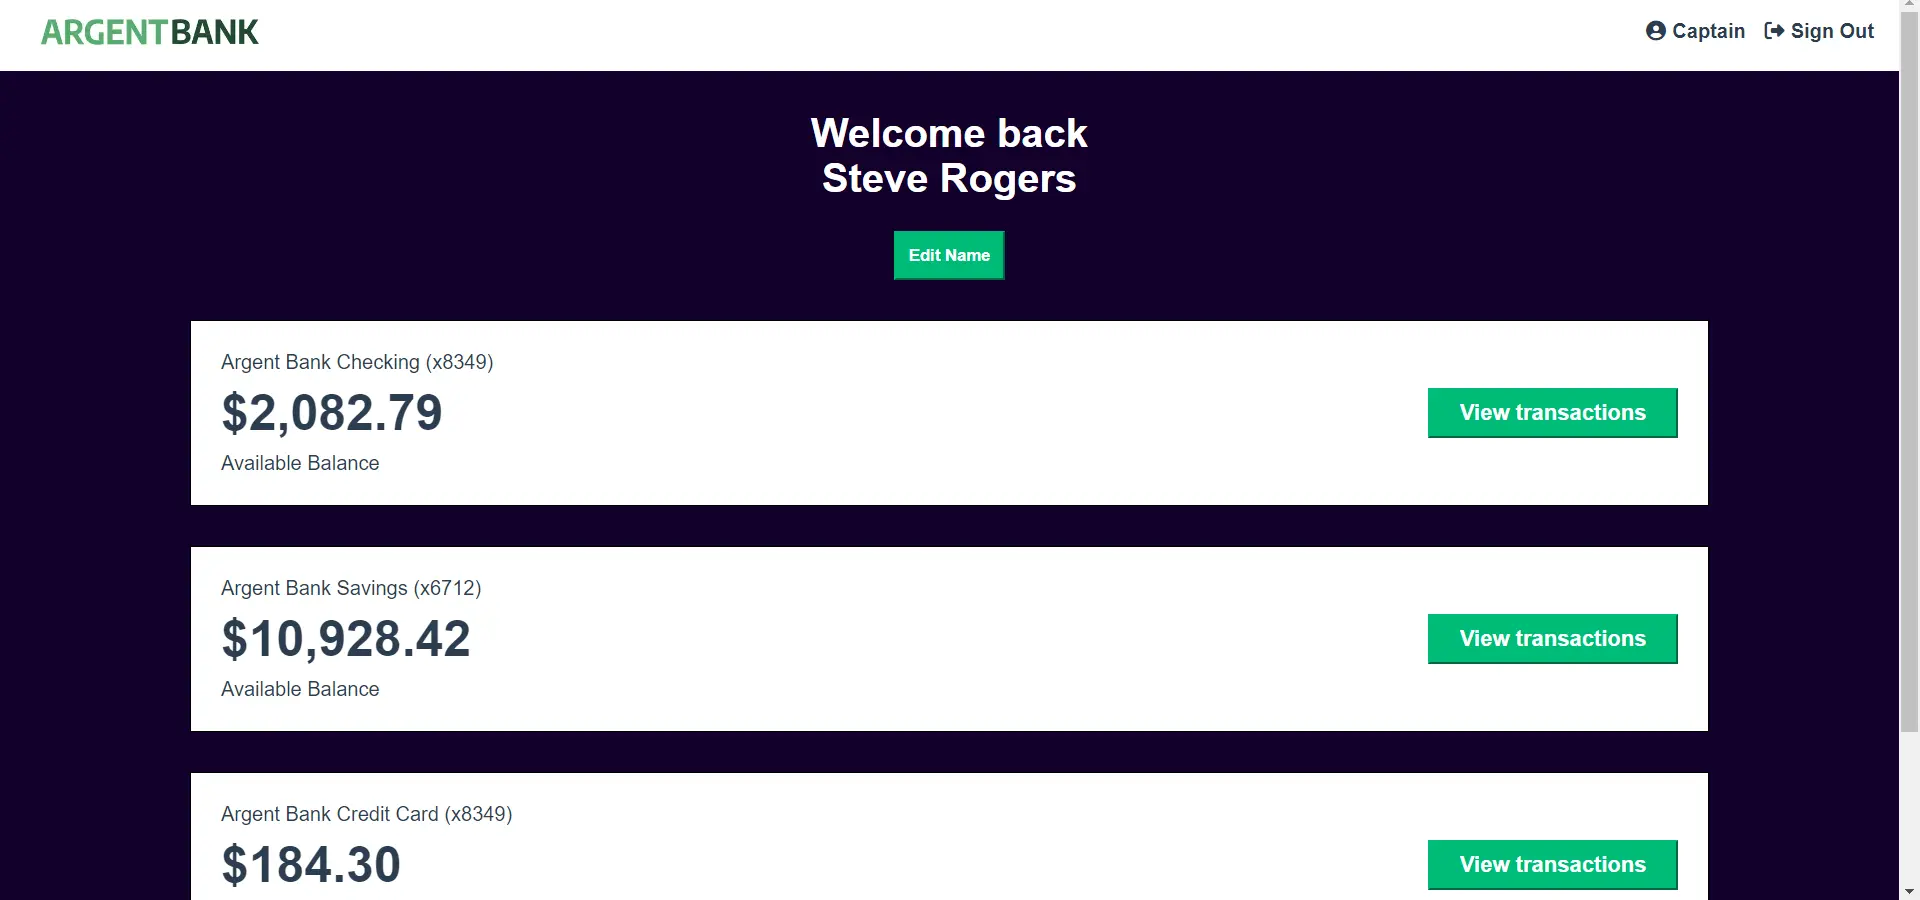 ARGENTBANK
Captain Sign Out
Welcome back
Steve Rogers
Edit Name
Argent Bank Checking (x8349)
$2,082.79
Available Balance
View transactions
Argent Bank Savings (x6712)
$10,928.42
Available Balance
View transactions
Argent Bank Credit Card (x8349)
$184.30
View transactions